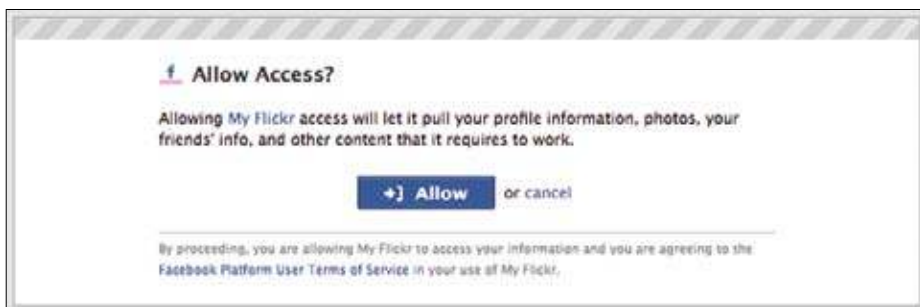 Allow Access?
Allowing My Flickr access will let it pull your profile information, photos, your
friends' info, and other content that it requires to work.
Allow or cancel
By proceeding, you are allowing My Flickr to access your information and you are agreeing to the
Facebook Platform User Terms of Service in your use of My Flickr.